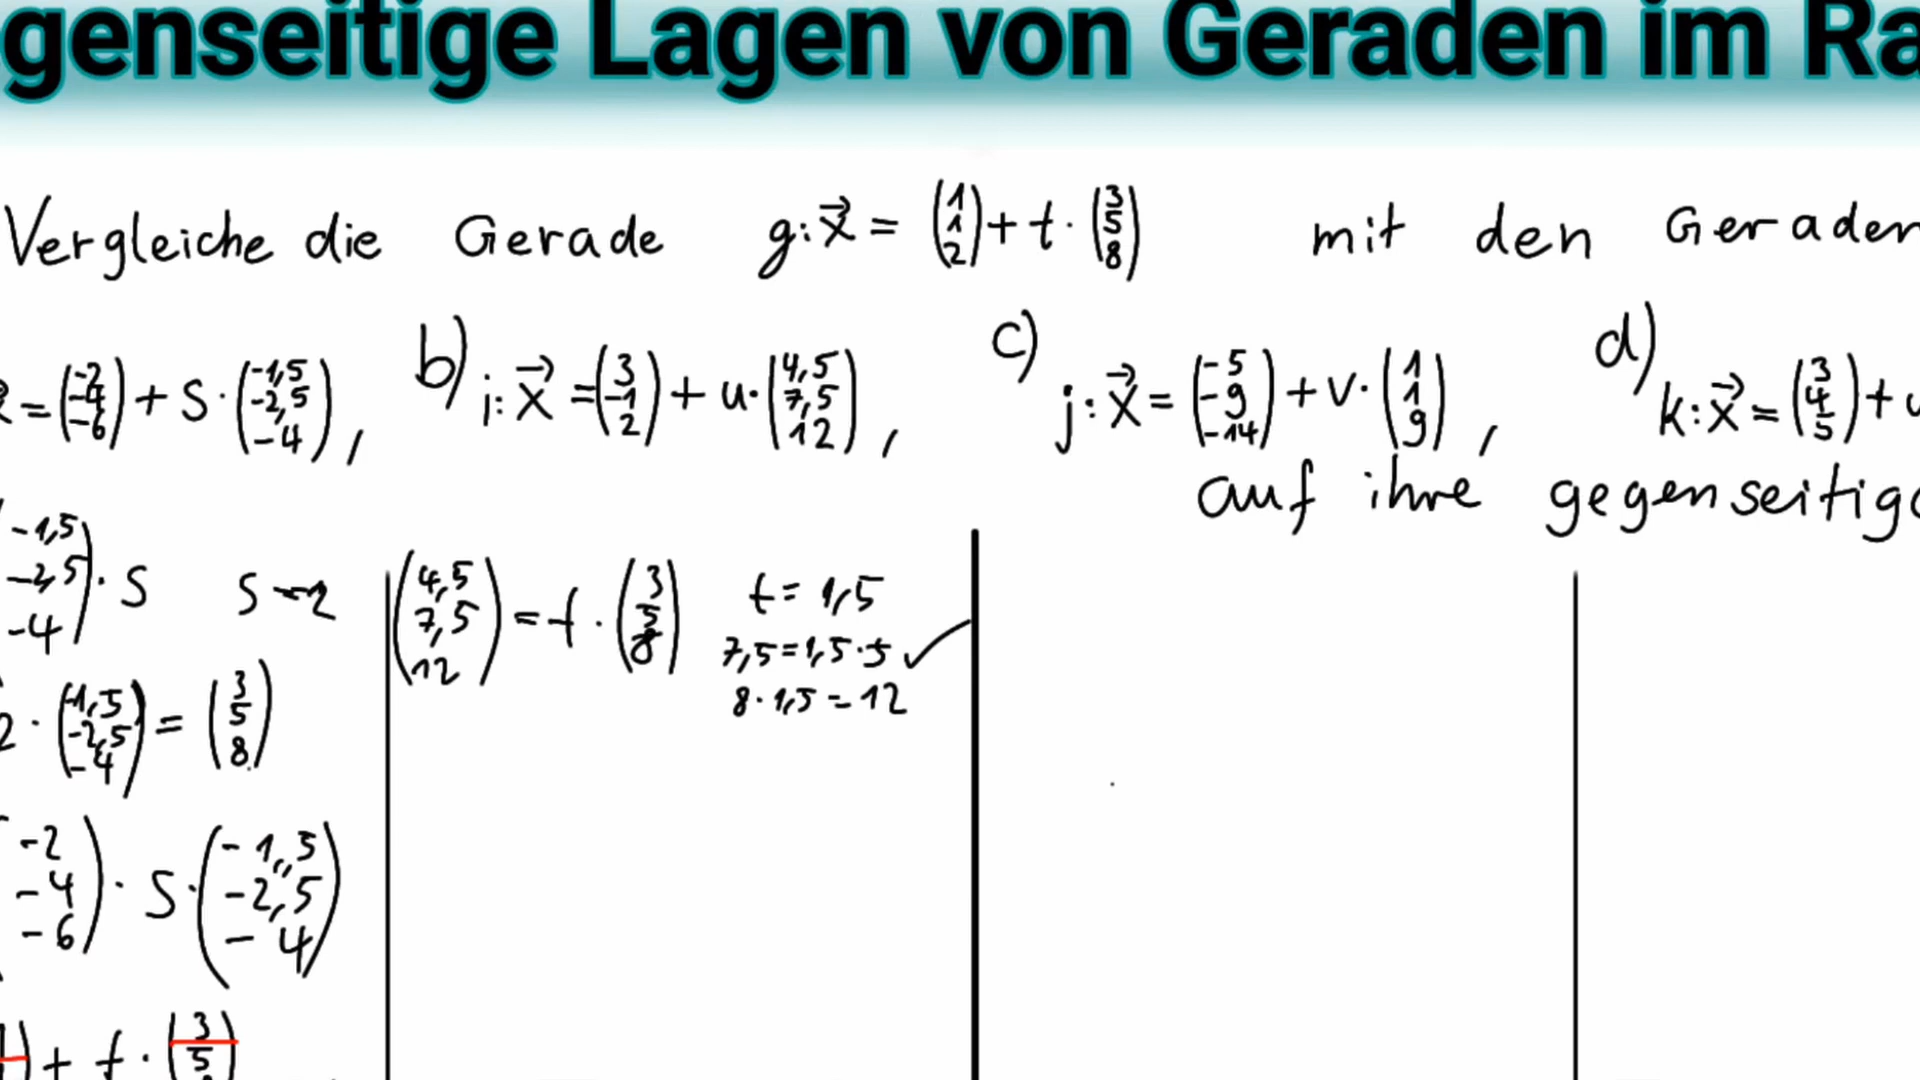 genseitige Lagen von Geraden im Ra
Vergleiche die Gerade g: x⃗ = (1 1 2) + t · (3 5 8) mit den Geraden
= (-2 -4 -6) + s · (-1,5 -2,5 -4),
b) i: x⃗ = (3 -1 2) + u · (4,5 7,5 12),
c) j: x⃗ = (-5 -9 -14) + v · (1 1 9),
d) k: x⃗ = (3 4 5) +
auf ihre gegenseitige
(-1,5 -2,5 -4) · s s = -2
2 · (-1,5 -2,5 -4) = (3 5 8)
(-2 -4 -6) · s · (-1,5 -2,5 -4)
+ t · (3 5
(4,5 7,5 12) = t · (3 5 8)
t = 1,5
7,5 = 1,5 · 5 ✓
8 · 1,5 = 12